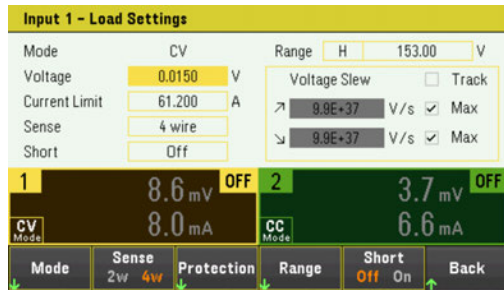 Input 1 – Load Settings
Mode CV Range H 153.00 V
Voltage 0.0150 V Voltage Slew Track
Current Limit 61.200 A 9.9E+37 V/s Max
Sense 4 wire 9.9E+37 V/s Max
Short Off
1 8.6 mV OFF 2 3.7 mV OFF
CV Mode 8.0 mA CC Mode 6.6 mA
Mode Sense 2w 4w Protection Range Short Off On Back